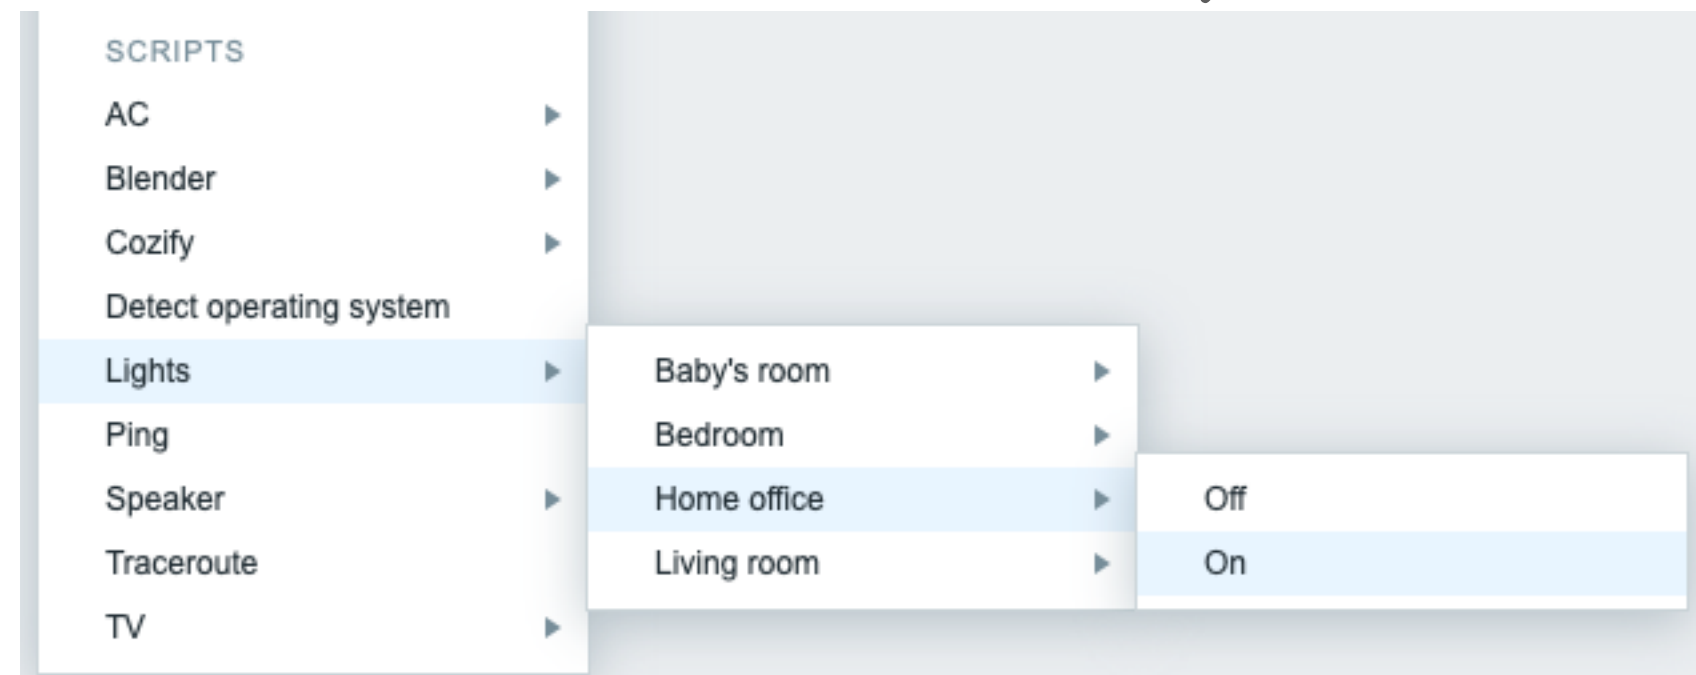 SCRIPTS
AC
Blender
Cozify
Detect operating system
Lights
Ping
Speaker
Traceroute
TV
Baby's room
Bedroom
Home office
Living room
Off
On